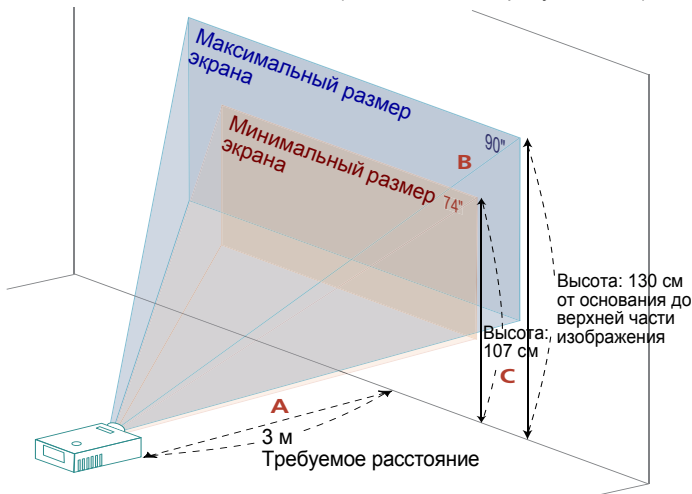 Максимальный размер
экрана
90"
B
Минимальный размер
экрана
74"
Высота: 130 см
от основания до
верхней части
изображения
Высота:
107 см
C
A
3 м
Требуемое расстояние